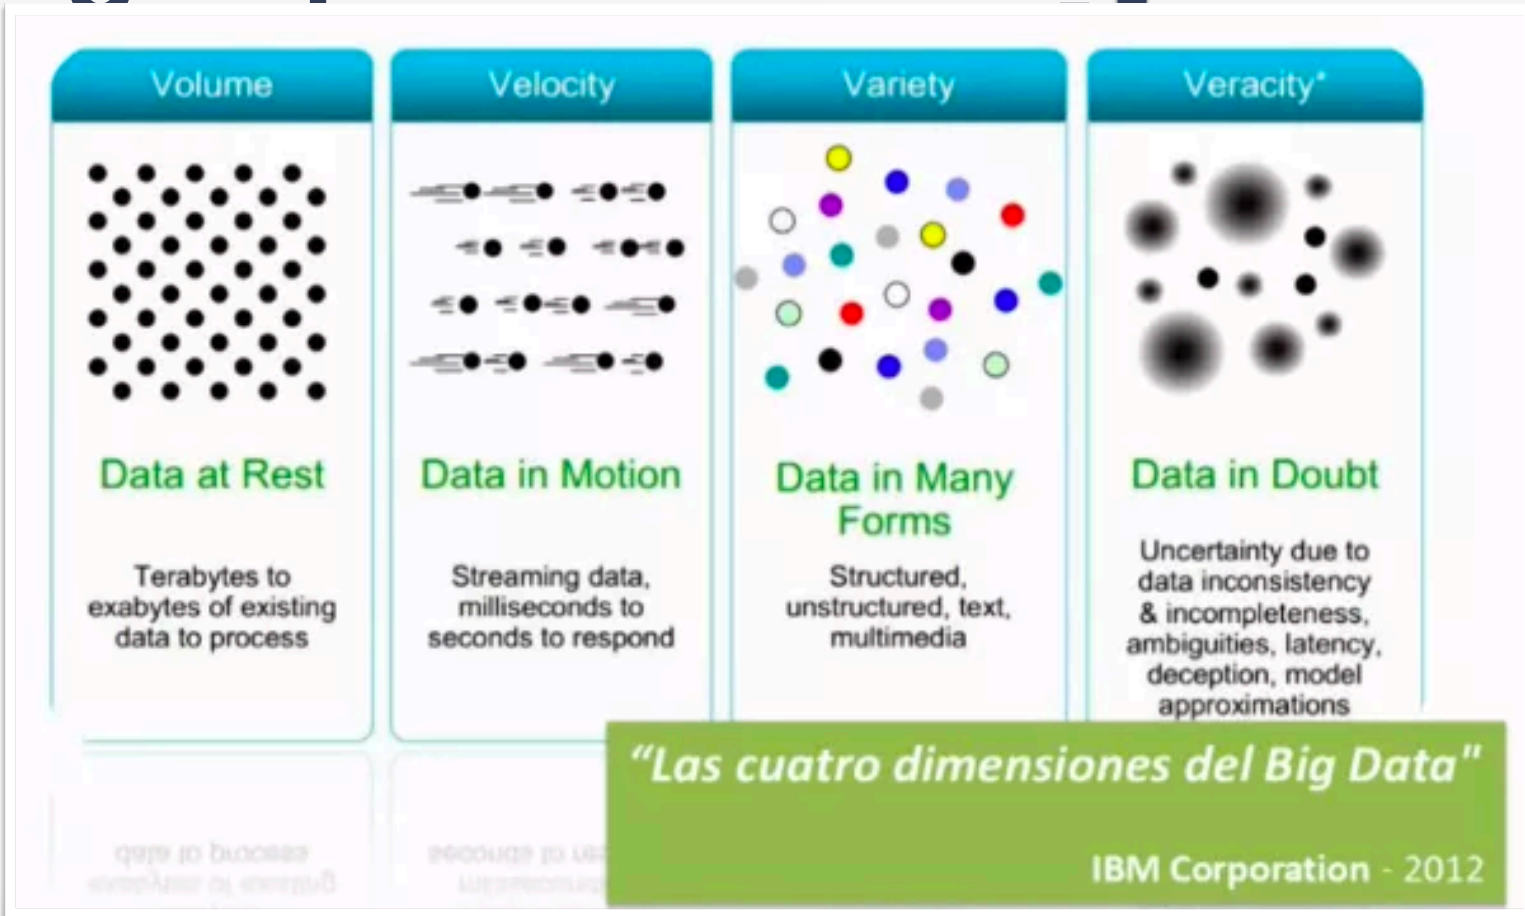 Volume
Velocity
Variety
Veracity*
Data at Rest
Terabytes to
exabytes of existing
data to process
Data in Motion
Streaming data,
milliseconds to
seconds to respond
Data in Many
Forms
Structured,
unstructured, text,
multimedia
Data in Doubt
Uncertainty due to
data inconsistency
& incompleteness,
ambiguities, latency,
deception, model
approximations
“Las cuatro dimensiones del Big Data"
IBM Corporation - 2012